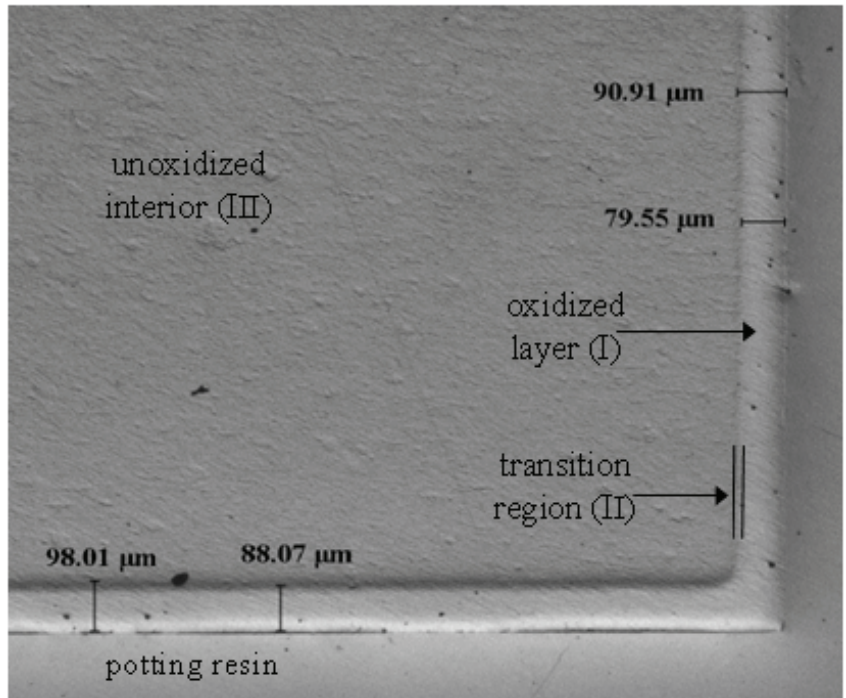 90.91 μm
unoxidized
interior (III)
79.55 μm
oxidized
layer (I)
transition
region (II)
98.01 μm
88.07 μm
potting resin